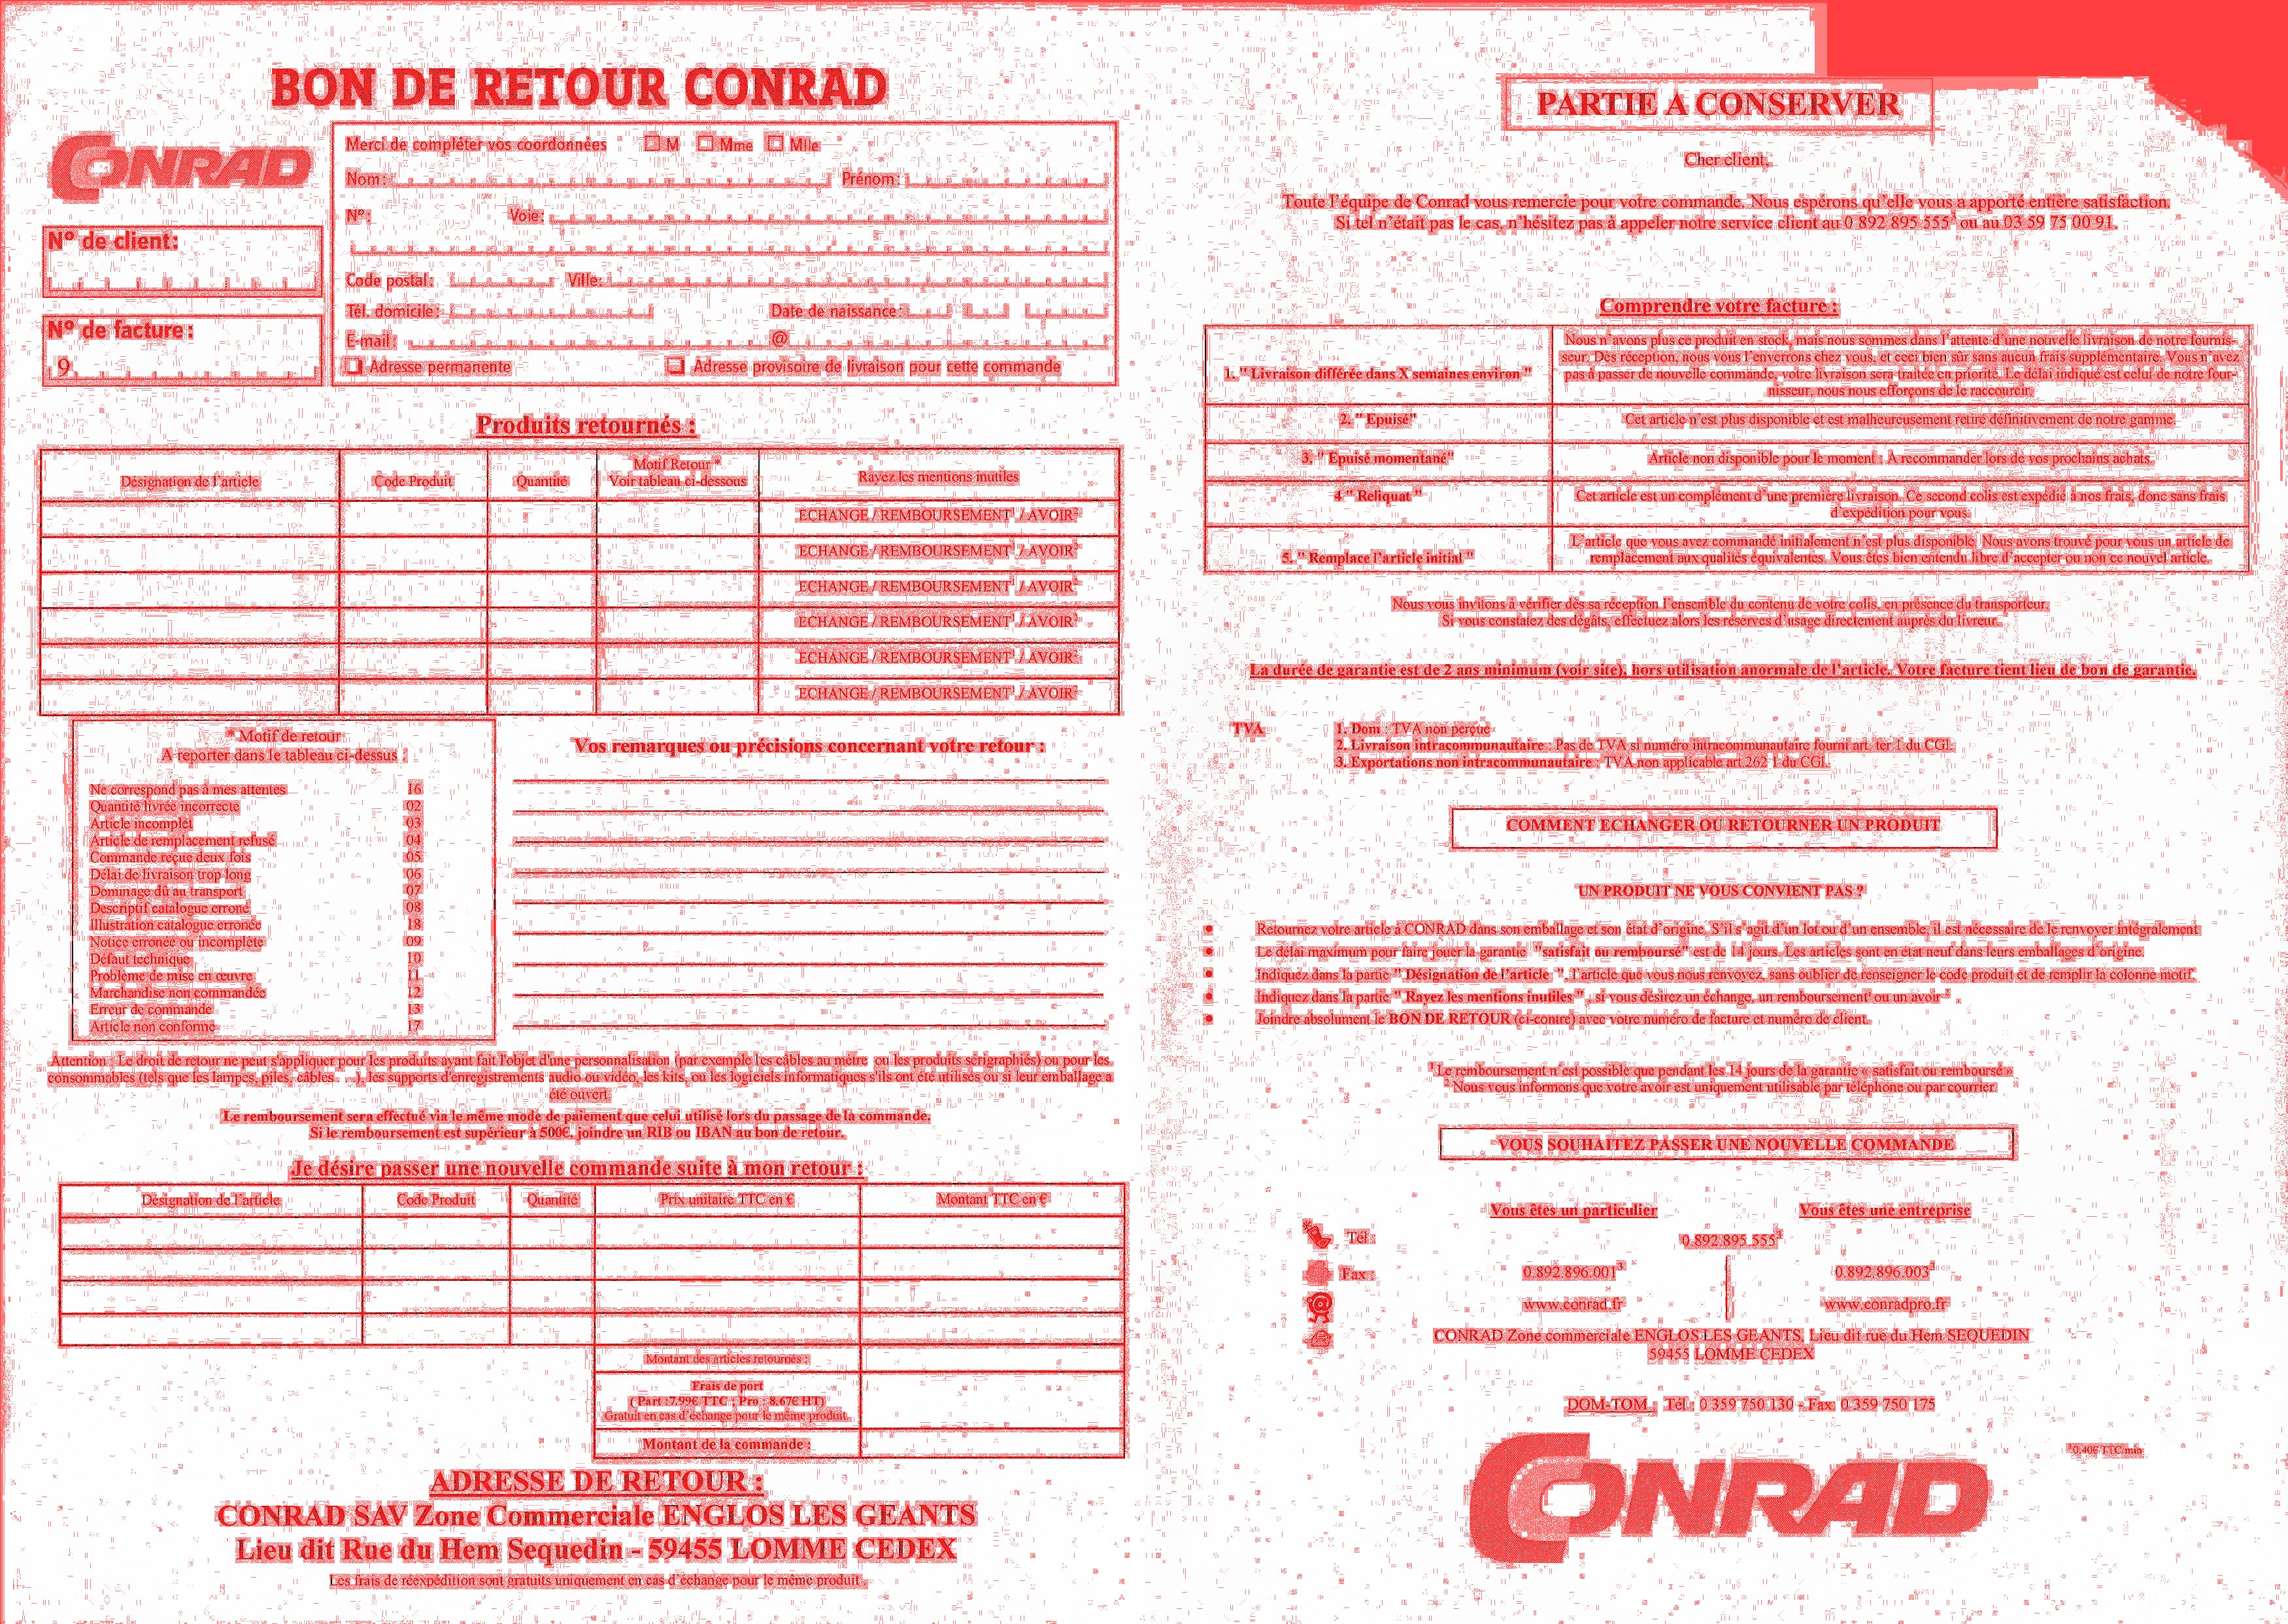 BON DE RETOUR CONRAD
CONRAD
Merci de compléter vos coordonnées M Mme Mlle
Nom: Prénom:
N°: Voie:
Code postal: Ville:
Tél. domicile: Date de naissance:
E-mail: @
Adresse permanente Adresse provisoire de livraison pour cette commande
N° de client:
N° de facture:
9
Produits retournés :
Désignation de l'article Code Produit Quantité Motif Retour * Voir tableau ci-dessous Rayez les mentions inutiles
ECHANGE / REMBOURSEMENT¹ / AVOIR²
ECHANGE / REMBOURSEMENT¹ / AVOIR²
ECHANGE / REMBOURSEMENT¹ / AVOIR²
ECHANGE / REMBOURSEMENT¹ / AVOIR²
ECHANGE / REMBOURSEMENT¹ / AVOIR²
ECHANGE / REMBOURSEMENT¹ / AVOIR²
* Motif de retour
A reporter dans le tableau ci-dessus :
Ne correspond pas à mes attentes 16
Quantité livrée incorrecte 02
Article incomplet 03
Article de remplacement refusé 04
Commande reçue deux fois 05
Délai de livraison trop long 06
Dommage dû au transport 07
Descriptif catalogue erroné 08
Illustration catalogue erronée 18
Notice erronée ou incomplète 09
Défaut technique 10
Problème de mise en œuvre 11
Marchandise non commandée 12
Erreur de commande 13
Article non conforme 17
Vos remarques ou précisions concernant votre retour :
Attention : Le droit de retour ne peut s'appliquer pour les produits ayant fait l'objet d'une personnalisation (par exemple les câbles au mètre ou les produits sérigraphiés) ou pour les
consommables (tels que les lampes, piles, câbles . ...), les supports d'enregistrements audio ou vidéo, les kits, ou les logiciels informatiques s'ils ont été utilisés ou si leur emballage a
été ouvert.
Le remboursement sera effectué via le même mode de paiement que celui utilisé lors du passage de la commande.
Si le remboursement est supérieur à 500€, joindre un RIB ou IBAN au bon de retour.
Je désire passer une nouvelle commande suite à mon retour :
Désignation de l'article Code Produit Quantité Prix unitaire TTC en € Montant TTC en €
Montant des articles retournés :
Frais de port
( Part :7.99€ TTC ; Pro : 8.67€ HT)
Gratuit en cas d'échange pour le même produit
Montant de la commande :
ADRESSE DE RETOUR :
CONRAD SAV Zone Commerciale ENGLOS LES GEANTS
Lieu dit Rue du Hem Sequedin - 59455 LOMME CEDEX
Les frais de réexpédition sont gratuits uniquement en cas d'échange pour le même produit .
PARTIE A CONSERVER
Cher client,
Toute l'équipe de Conrad vous remercie pour votre commande. Nous espérons qu'elle vous a apporté entière satisfaction.
Si tel n'était pas le cas, n'hésitez pas à appeler notre service client au 0 892 895 555³ ou au 03 59 75 00 91.
Comprendre votre facture :
1. " Livraison différée dans X semaines environ "
Nous n'avons plus ce produit en stock, mais nous sommes dans l'attente d'une nouvelle livraison de notre fournis-
seur. Dès réception, nous vous l'enverrons chez vous, et ceci bien sûr sans aucun frais supplémentaire. Vous n'avez
pas à passer de nouvelle commande, votre livraison sera traitée en priorité. Le délai indiqué est celui de notre four-
nisseur, nous nous efforçons de le raccourcir.
2. " Epuisé" Cet article n'est plus disponible et est malheureusement retiré définitivement de notre gamme.
3. " Epuisé momentané" Article non disponible pour le moment : A recommander lors de vos prochains achats.
4 " Reliquat " Cet article est un complément d'une première livraison. Ce second colis est expédié à nos frais, donc sans frais
d'expédition pour vous.
5. " Remplace l'article initial "
L'article que vous avez commandé initialement n'est plus disponible. Nous avons trouvé pour vous un article de
remplacement aux qualités équivalentes. Vous êtes bien entendu libre d'accepter ou non ce nouvel article.
Nous vous invitons à vérifier dès sa réception l'ensemble du contenu de votre colis, en présence du transporteur.
Si vous constatez des dégâts, effectuez alors les réserves d'usage directement auprès du livreur.
La durée de garantie est de 2 ans minimum (voir site), hors utilisation anormale de l'article. Votre facture tient lieu de bon de garantie.
TVA 1. Dom : TVA non perçue
2. Livraison intracommunautaire : Pas de TVA si numéro intracommunautaire fourni art. ter 1 du CGI.
3. Exportations non intracommunautaire : TVA non applicable art.262 1 du CGI.
COMMENT ECHANGER OU RETOURNER UN PRODUIT
UN PRODUIT NE VOUS CONVIENT PAS ?
• Retournez votre article à CONRAD dans son emballage et son état d'origine. S'il s'agit d'un lot ou d'un ensemble, il est nécessaire de le renvoyer intégralement
• Le délai maximum pour faire jouer la garantie "satisfait ou remboursé" est de 14 jours. Les articles sont en état neuf dans leurs emballages d'origine.
• Indiquez dans la partie " Désignation de l'article ", l'article que vous nous renvoyez, sans oublier de renseigner le code produit et de remplir la colonne motif.
• Indiquez dans la partie " Rayez les mentions inutiles " , si vous désirez un échange, un remboursement¹ ou un avoir² .
• Joindre absolument le BON DE RETOUR (ci-contre) avec votre numéro de facture et numéro de client.
¹ Le remboursement n'est possible que pendant les 14 jours de la garantie « satisfait ou remboursé »
² Nous vous informons que votre avoir est uniquement utilisable par téléphone ou par courrier.
VOUS SOUHAITEZ PASSER UNE NOUVELLE COMMANDE
Vous êtes un particulier Vous êtes une entreprise
Tél : 0.892.895.555³
Fax : 0.892.896.001³ 0.892.896.003³
www.conrad.fr www.conradpro.fr
CONRAD Zone commerciale ENGLOS LES GEANTS, Lieu dit rue du Hem SEQUEDIN
59455 LOMME CEDEX
DOM-TOM : Tél : 0 359 750 130 - Fax: 0 359 750 175
³ 0,40€ TTC/min
CONRAD